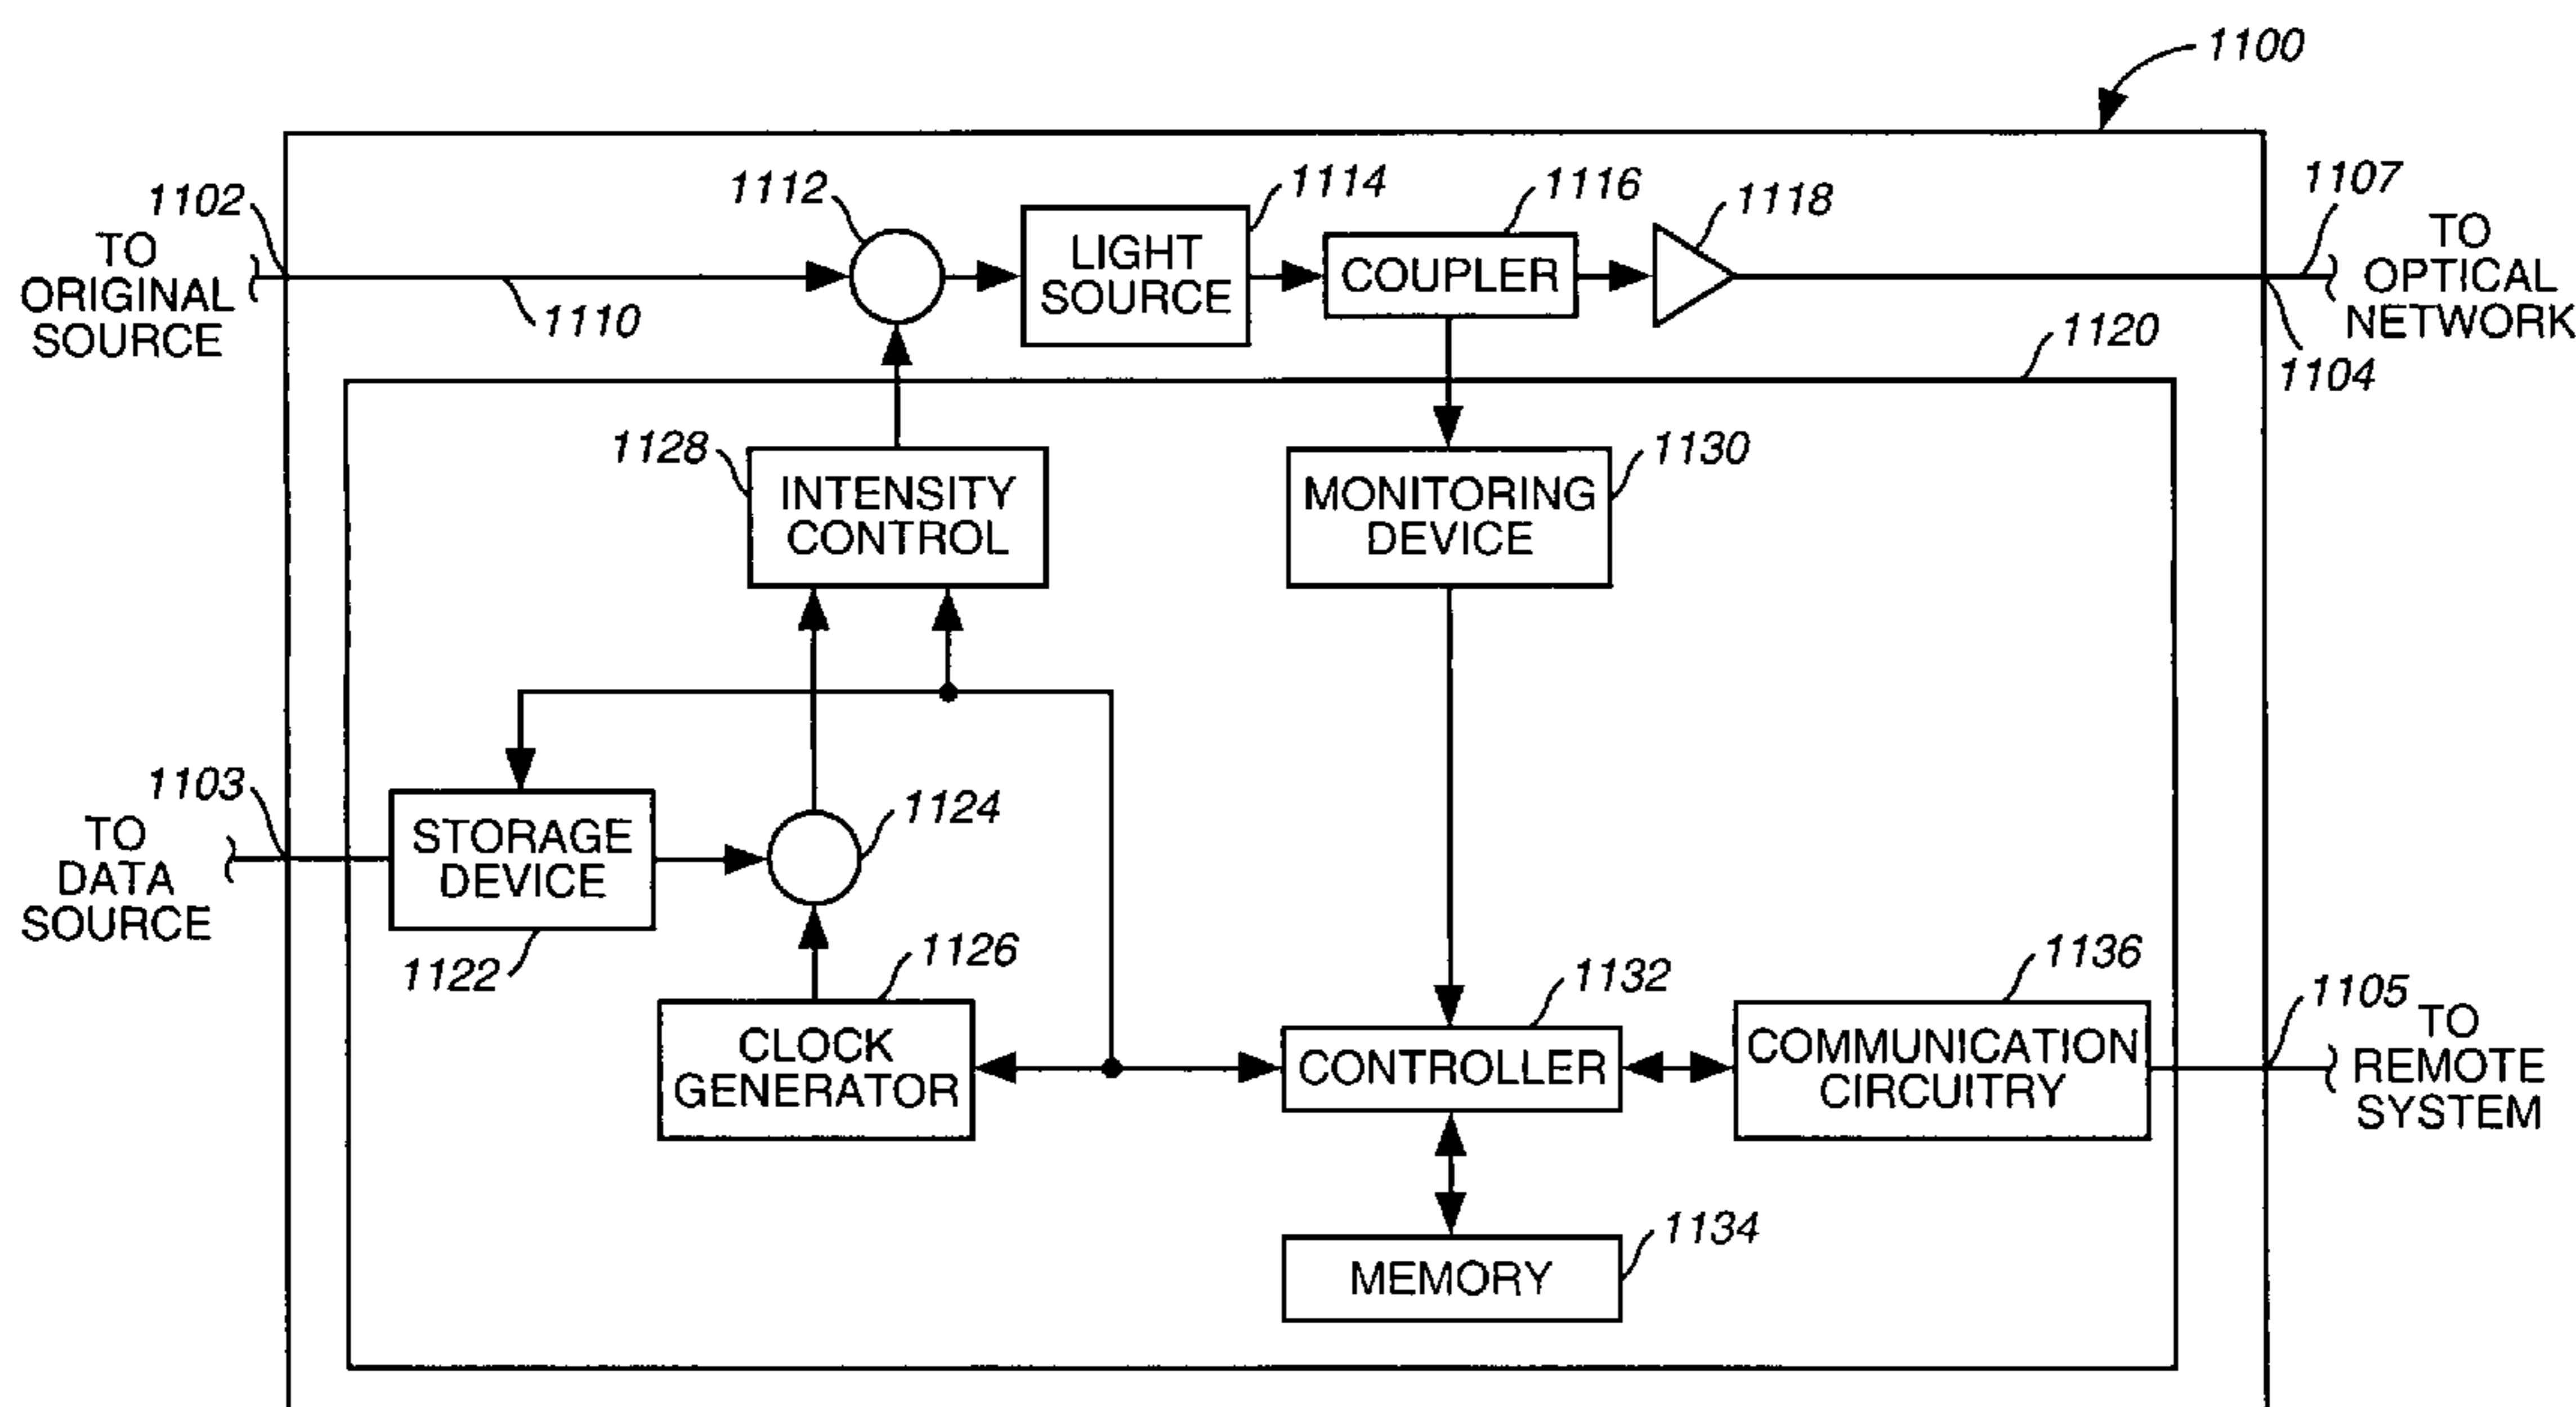 1100
1102
TO
ORIGINAL
SOURCE
1110
1112
LIGHT
SOURCE
1114
COUPLER
1116
1118
1107
TO
OPTICAL
NETWORK
1104
1120
1128
INTENSITY
CONTROL
MONITORING
DEVICE
1130
1103
TO
DATA
SOURCE
STORAGE
DEVICE
1122
1124
CLOCK
GENERATOR
1126
CONTROLLER
1132
COMMUNICATION
CIRCUITRY
1136
1105
TO
REMOTE
SYSTEM
MEMORY
1134